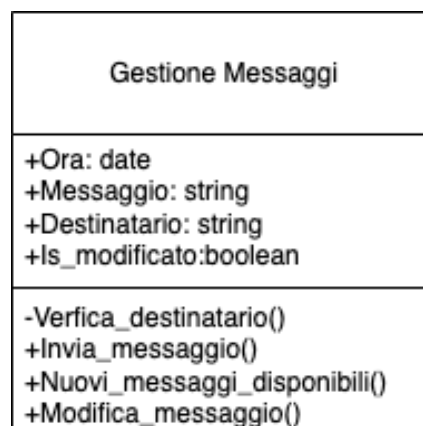 Gestione Messaggi
+Ora: date
+Messaggio: string
+Destinatario: string
+Is_modificato:boolean
-Verfica_destinatario()
+Invia_messaggio()
+Nuovi_messaggi_disponibili()
+Modifica_messaggio()